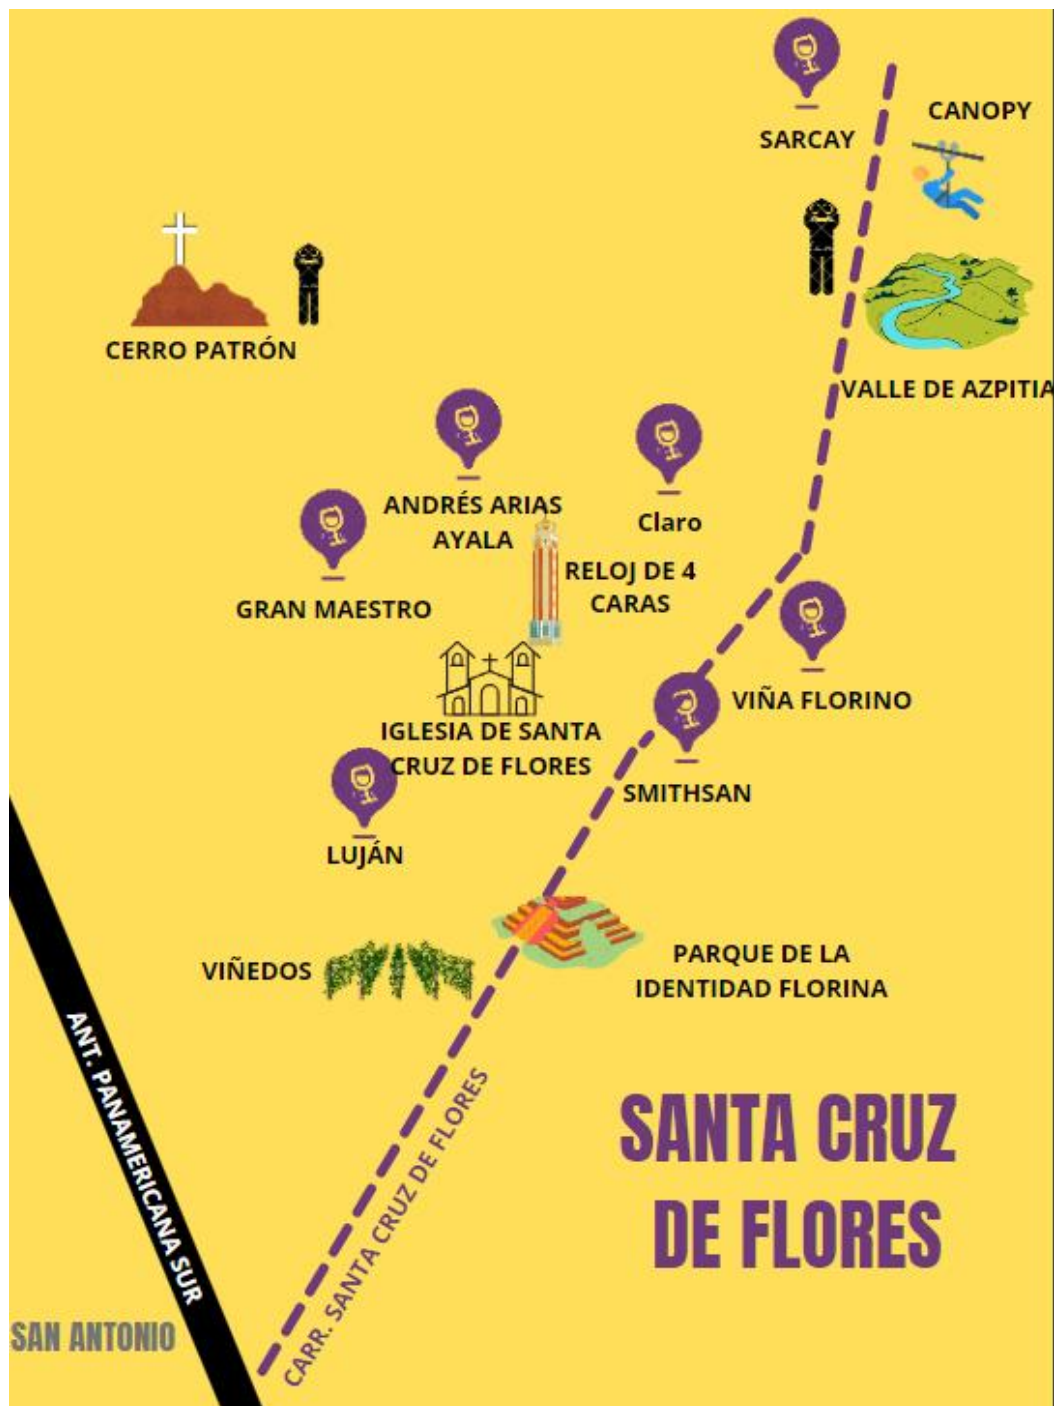 CANOPY
SARCAY
CERRO PATRÓN
VALLE DE AZPITIA
ANDRÉS ARIAS
AYALA
Claro
RELOJ DE 4
CARAS
GRAN MAESTRO
VIÑA FLORINO
IGLESIA DE SANTA
CRUZ DE FLORES
SMITHSAN
LUJÁN
PARQUE DE LA
IDENTIDAD FLORINA
VIÑEDOS
ANT. PANAMERICANA SUR
CARR. SANTA CRUZ DE FLORES
SANTA CRUZ
DE FLORES
SAN ANTONIO